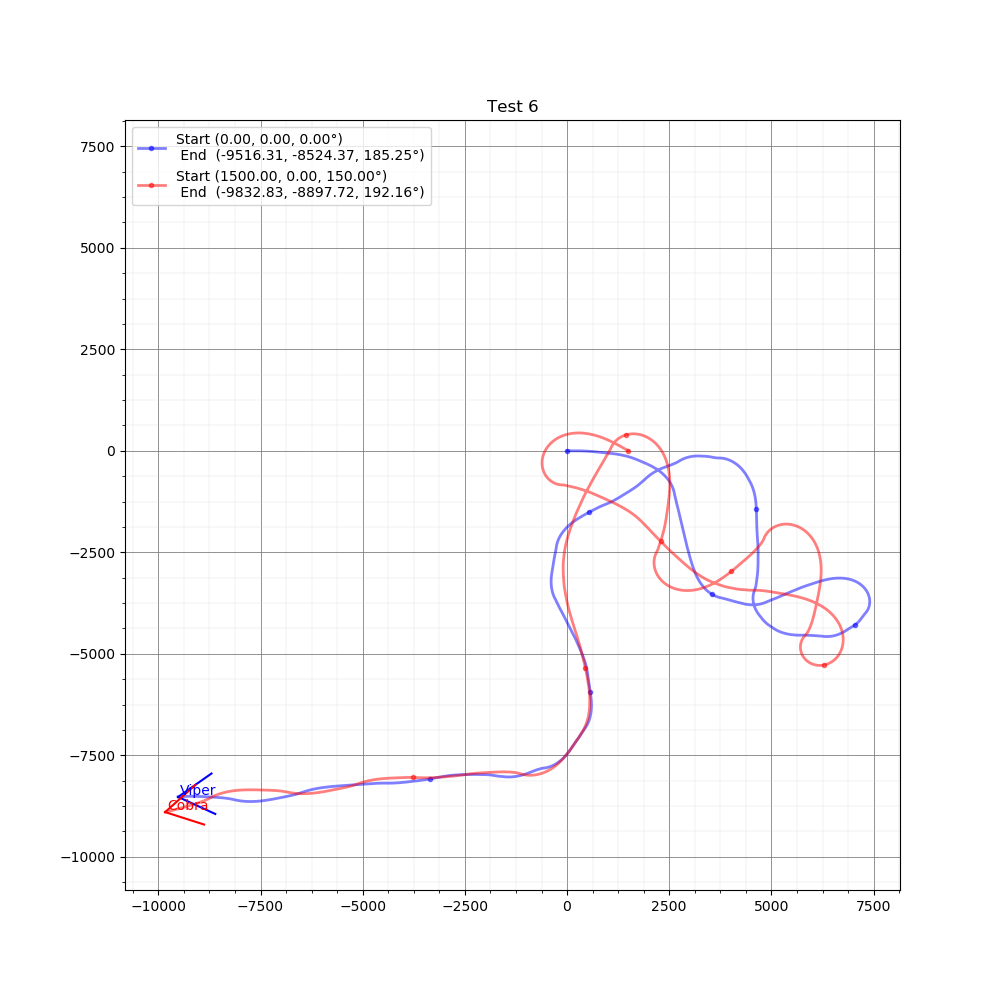 Test 6
Start (0.00, 0.00, 0.00°)
End  (-9516.31, -8524.37, 185.25°)
Start (1500.00, 0.00, 150.00°)
End  (-9832.83, -8897.72, 192.16°)
7500
5000
2500
0
−2500
−5000
−7500
−10000
Viper
Cobra
−10000 −7500 −5000 −2500 0 2500 5000 7500